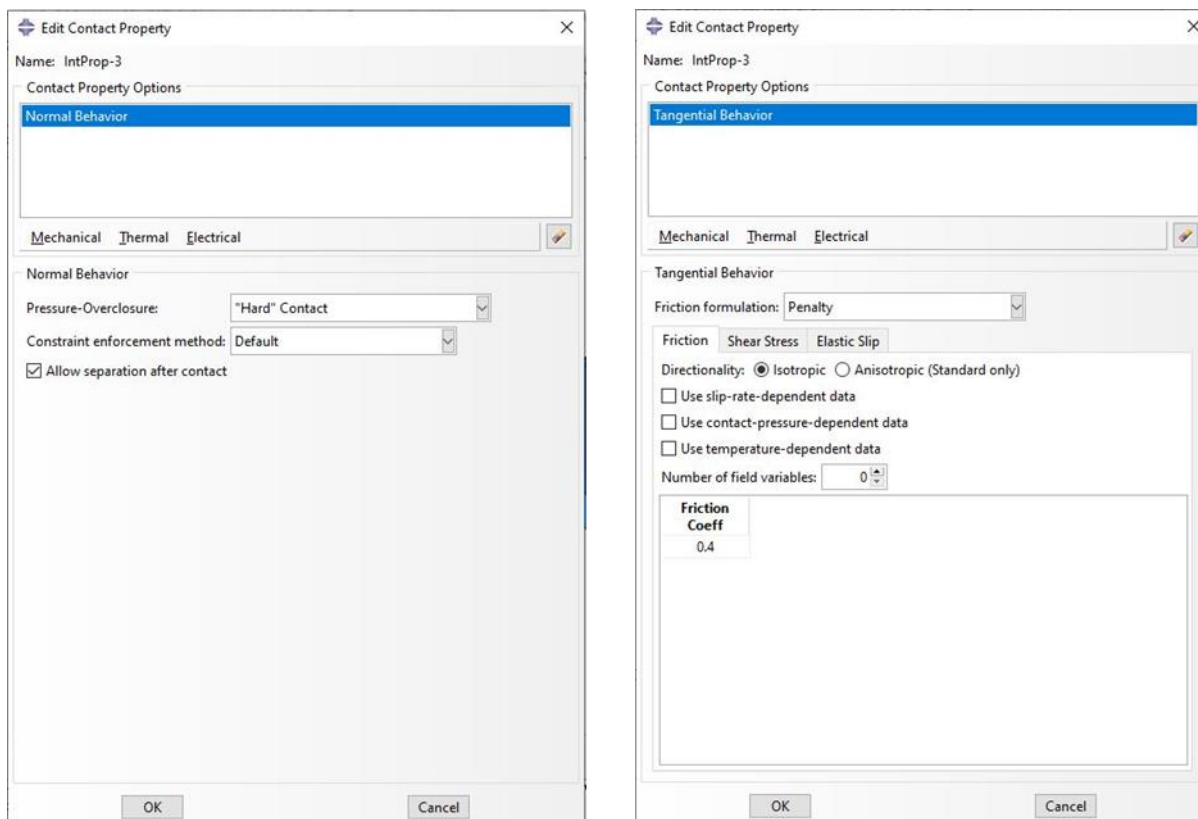 Edit Contact Property
Name: IntProp-3
Contact Property Options
Normal Behavior
Mechanical Thermal Electrical
Normal Behavior
Pressure-Overclosure: "Hard" Contact
Constraint enforcement method: Default
Allow separation after contact
OK Cancel
Edit Contact Property
Name: IntProp-3
Contact Property Options
Tangential Behavior
Mechanical Thermal Electrical
Tangential Behavior
Friction formulation: Penalty
Friction Shear Stress Elastic Slip
Directionality: Isotropic Anisotropic (Standard only)
Use slip-rate-dependent data
Use contact-pressure-dependent data
Use temperature-dependent data
Number of field variables: 0
Friction
Coeff
0.4
OK Cancel